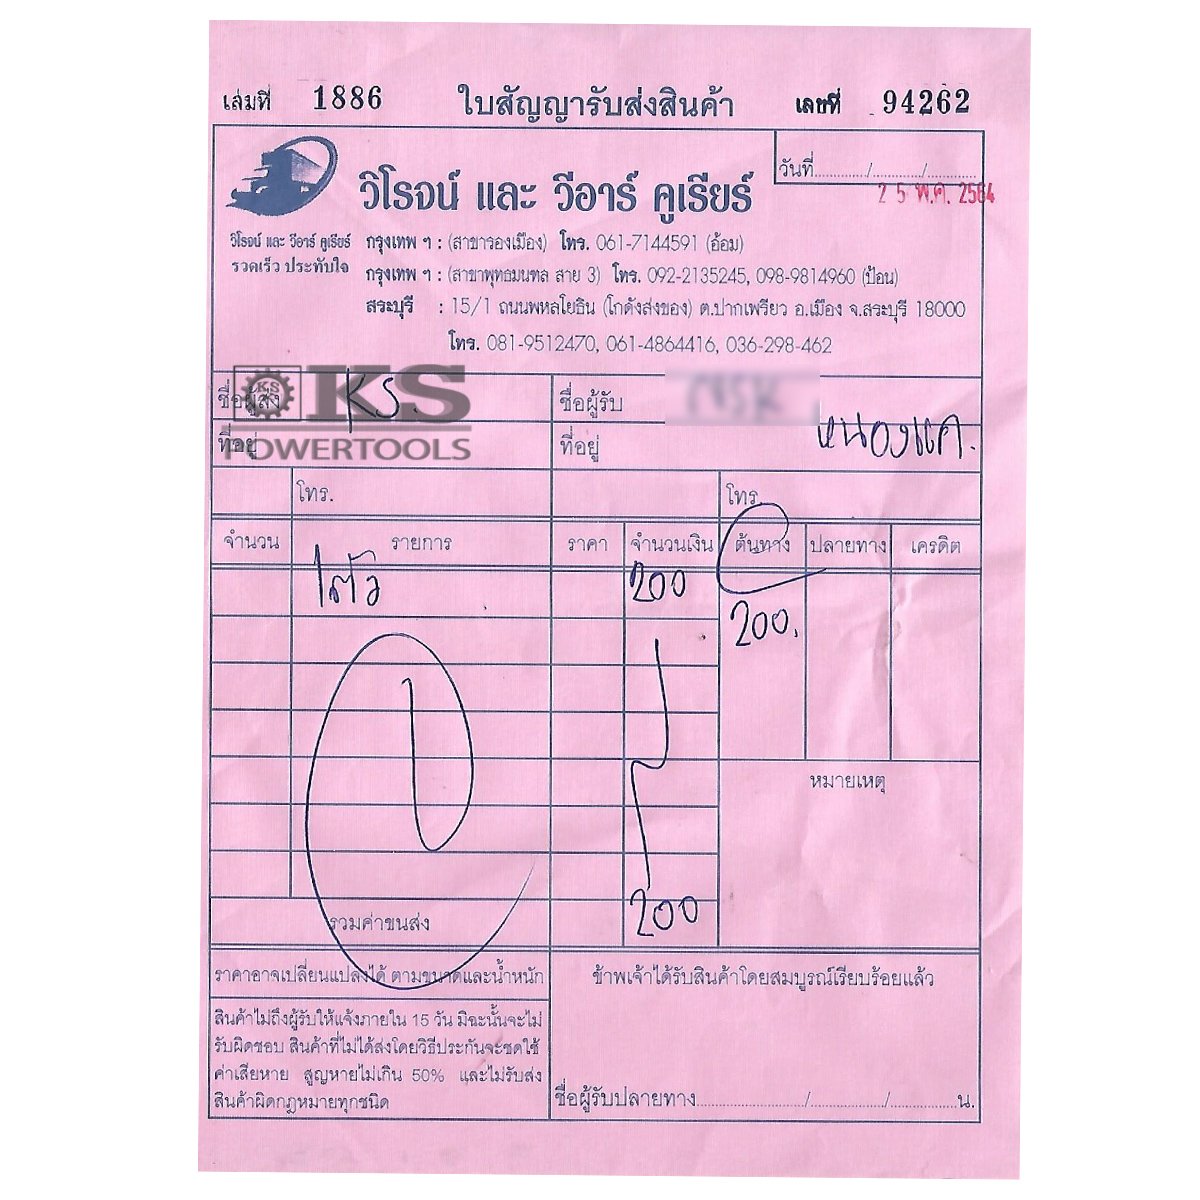 เล่มที่ 1886 ใบสัญญารับส่งสินค้า เลขที่ 94262
วันที่............/............/............
25 พ.ค. 2564
วิโรจน์ และ วีอาร์ คูเรียร์
วิโรจน์ และ วีอาร์ คูเรียร์
รวดเร็ว ประทับใจ
กรุงเทพ ฯ : (สาขารองเมือง) โทร. 061-7144591 (อ้อม)
กรุงเทพ ฯ : (สาขาพุทธมนฑล สาย 3) โทร. 092-2135245, 098-9814960 (ป้อน)
สระบุรี : 15/1 ถนนพหลโยธิน (โกดังส่งของ) ต.ปากเพรียว อ.เมือง จ.สระบุรี 18000
โทร. 081-9512470, 061-4864416, 036-298-462
ชื่อผู้ส่ง KS. ชื่อผู้รับ
KS KS
POWERTOOLS
ที่อยู่ ที่อยู่ หนองแค.
โทร. โทร.
จำนวน รายการ ราคา จำนวนเงิน ต้นทาง ปลายทาง เครดิต
1 ตัว 200
200.
1
หมายเหตุ
รวมค่าขนส่ง 200
ราคาอาจเปลี่ยนแปลงได้ ตามขนาดและน้ำหนัก
สินค้าไม่ถึงผู้รับให้แจ้งภายใน 15 วัน มิฉะนั้นจะไม่
รับผิดชอบ สินค้าที่ไม่ได้ส่งโดยวิธีประกันจะชดใช้
ค่าเสียหาย สูญหายไม่เกิน 50% และไม่รับส่ง
สินค้าผิดกฎหมายทุกชนิด
ข้าพเจ้าได้รับสินค้าโดยสมบูรณ์เรียบร้อยแล้ว
ชื่อผู้รับปลายทาง....................../................/................น.